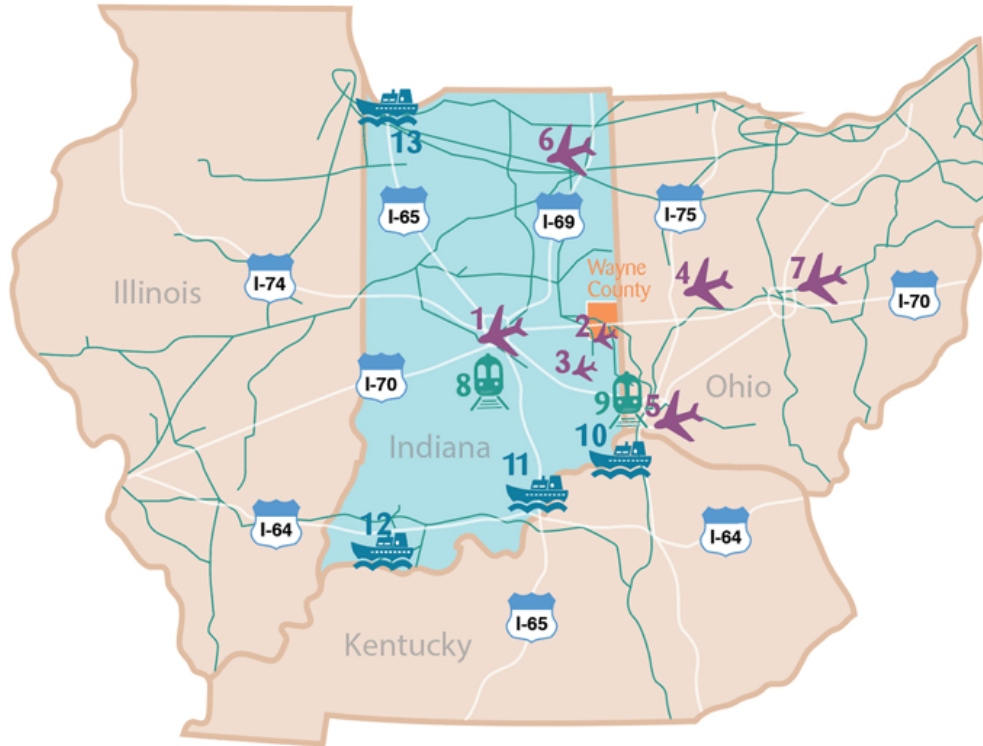 13
6
I-65
I-69
I-75
Illinois
I-74
Wayne
County
4
7
I-70
1
2
3
8
I-70
9
5
Ohio
Indiana
10
11
I-64
12
I-64
I-65
Kentucky